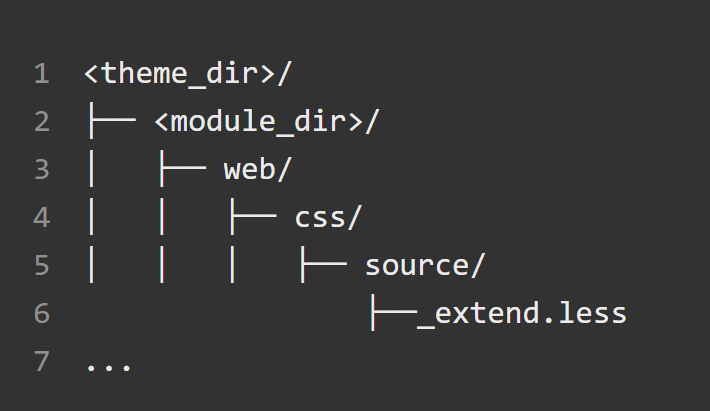 1 <theme_dir>/
2 ├── <module_dir>/
3 │   ├── web/
4 │   │   ├── css/
5 │   │   │   ├── source/
6                 ├──_extend.less
7 ...